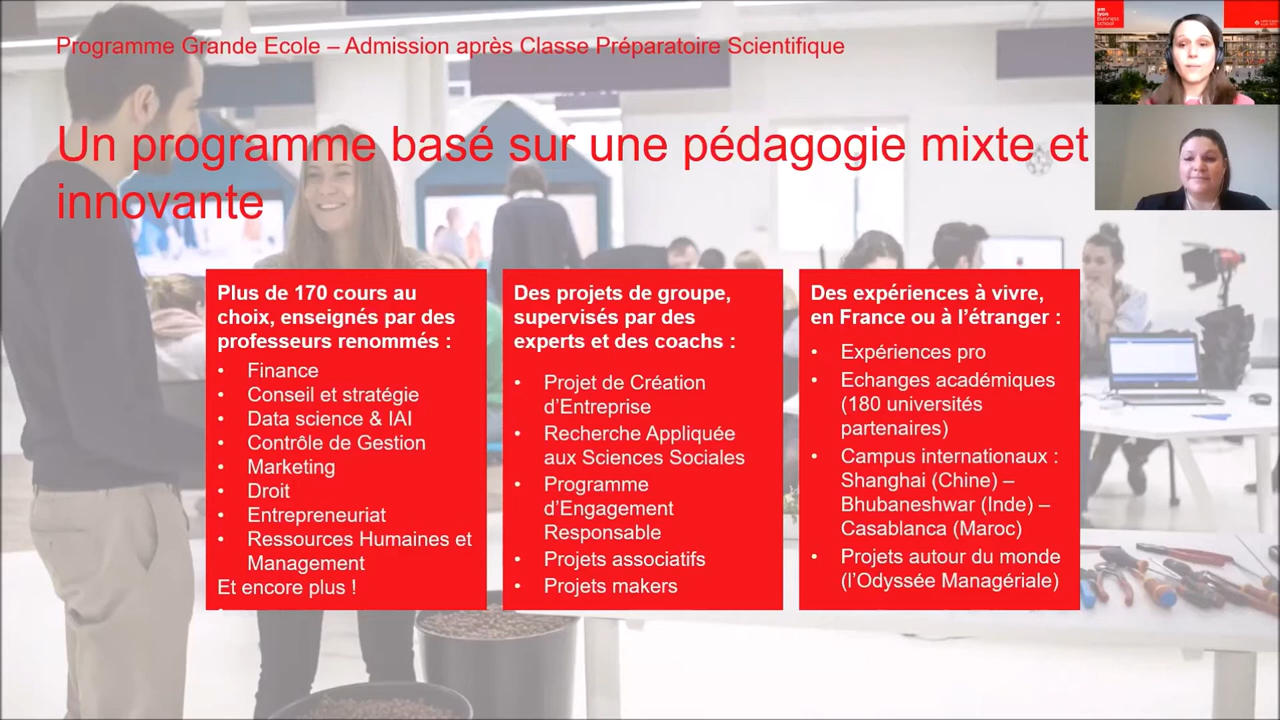 Programme Grande Ecole – Admission après Classe Préparatoire Scientifique
em
lyon
business
school
Un programme basé sur une pédagogie mixte et
innovante
Plus de 170 cours au
choix, enseignés par des
professeurs renommés :
• Finance
• Conseil et stratégie
• Data science & IAI
• Contrôle de Gestion
• Marketing
• Droit
• Entrepreneuriat
• Ressources Humaines et
Management
Et encore plus !
Des projets de groupe,
supervisés par des
experts et des coachs :
• Projet de Création
d’Entreprise
• Recherche Appliquée
aux Sciences Sociales
• Programme
d’Engagement
Responsable
• Projets associatifs
• Projets makers
Des expériences à vivre,
en France ou à l’étranger :
• Expériences pro
• Echanges académiques
(180 universités
partenaires)
• Campus internationaux :
Shanghai (Chine) –
Bhubaneshwar (Inde) –
Casablanca (Maroc)
• Projets autour du monde
(l’Odyssée Managériale)